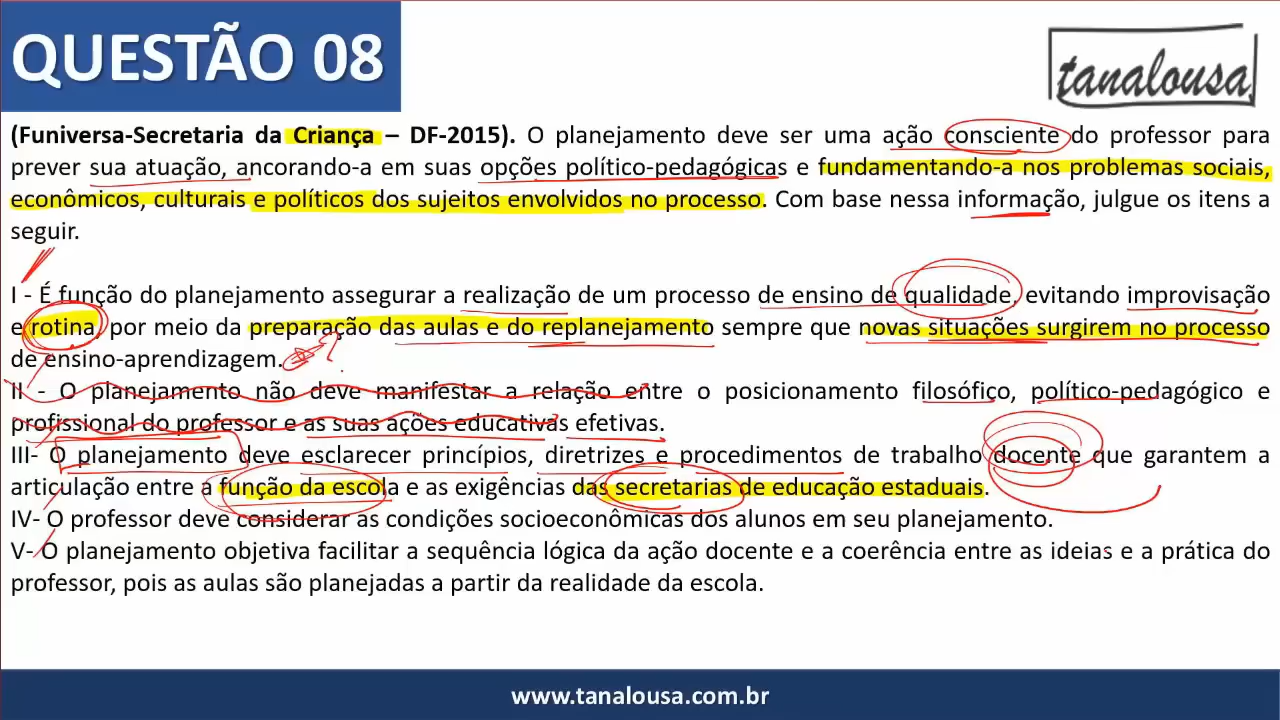 QUESTÃO 08
tanalousa
(Funiversa-Secretaria da Criança – DF-2015). O planejamento deve ser uma ação consciente do professor para
prever sua atuação, ancorando-a em suas opções político-pedagógicas e fundamentando-a nos problemas sociais,
econômicos, culturais e políticos dos sujeitos envolvidos no processo. Com base nessa informação, julgue os itens a
seguir.
I - É função do planejamento assegurar a realização de um processo de ensino de qualidade, evitando improvisação
e rotina, por meio da preparação das aulas e do replanejamento sempre que novas situações surgirem no processo
de ensino-aprendizagem.
II - O planejamento não deve manifestar a relação entre o posicionamento filosófico, político-pedagógico e
profissional do professor e as suas ações educativas efetivas.
III- O planejamento deve esclarecer princípios, diretrizes e procedimentos de trabalho docente que garantem a
articulação entre a função da escola e as exigências das secretarias de educação estaduais.
IV- O professor deve considerar as condições socioeconômicas dos alunos em seu planejamento.
V- O planejamento objetiva facilitar a sequência lógica da ação docente e a coerência entre as ideias e a prática do
professor, pois as aulas são planejadas a partir da realidade da escola.
www.tanalousa.com.br